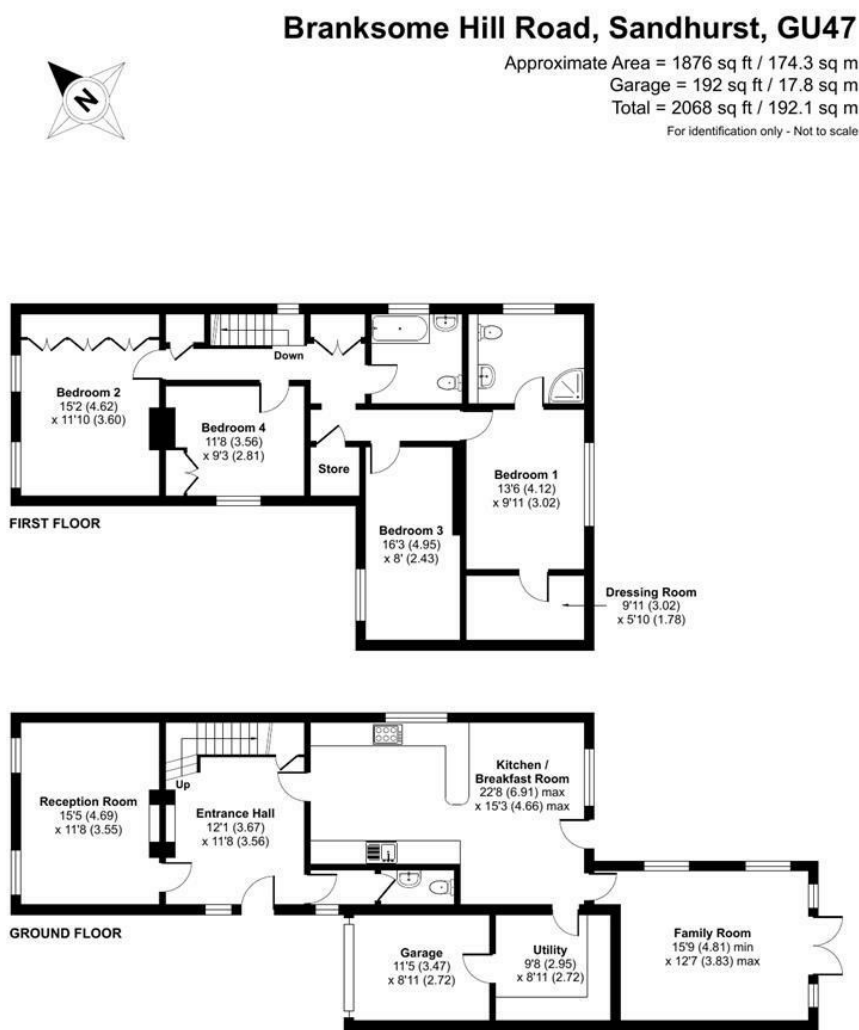 Branksome Hill Road, Sandhurst, GU47
Approximate Area = 1876 sq ft / 174.3 sq m
Garage = 192 sq ft / 17.8 sq m
Total = 2068 sq ft / 192.1 sq m
For identification only - Not to scale
N
Down
Bedroom 2
15'2 (4.62)
x 11'10 (3.60)
Bedroom 4
11'8 (3.56)
x 9'3 (2.81)
Store
Bedroom 1
13'6 (4.12)
x 9'11 (3.02)
FIRST FLOOR
Bedroom 3
16'3 (4.95)
x 8' (2.43)
Dressing Room
9'11 (3.02)
x 5'10 (1.78)
Up
Reception Room
15'5 (4.69)
x 11'8 (3.55)
Entrance Hall
12'1 (3.67)
x 11'8 (3.56)
Kitchen /
Breakfast Room
22'8 (6.91) max
x 15'3 (4.66) max
GROUND FLOOR
Garage
11'5 (3.47)
x 8'11 (2.72)
Utility
9'8 (2.95)
x 8'11 (2.72)
Family Room
15'9 (4.81) min
x 12'7 (3.83) max